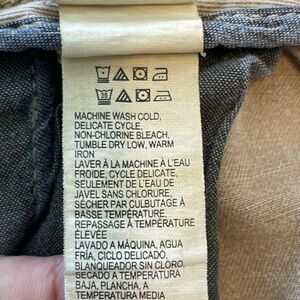 30
MACHINE WASH COLD,
DELICATE CYCLE,
NON-CHLORINE BLEACH,
TUMBLE DRY LOW, WARM
IRON
LAVER À LA MACHINE À L'EAU
FROIDE, CYCLE DELICATE,
SEULEMENT DE L'EAU DE
JAVEL SANS CHLORURE,
SÉCHER PAR CULBUTAGE À
BASSE TEMPÉRATURE,
REPASSAGE À TEMPÉRATURE
ÉLEVÉE
LAVADO A MÁQUINA, AGUA
FRÍA, CICLO DELICADO,
BLANQUEADOR SIN CLORO,
SECADO A TEMPERATURA
BAJA, PLANCHA, A
TEMPERATURA MEDIA